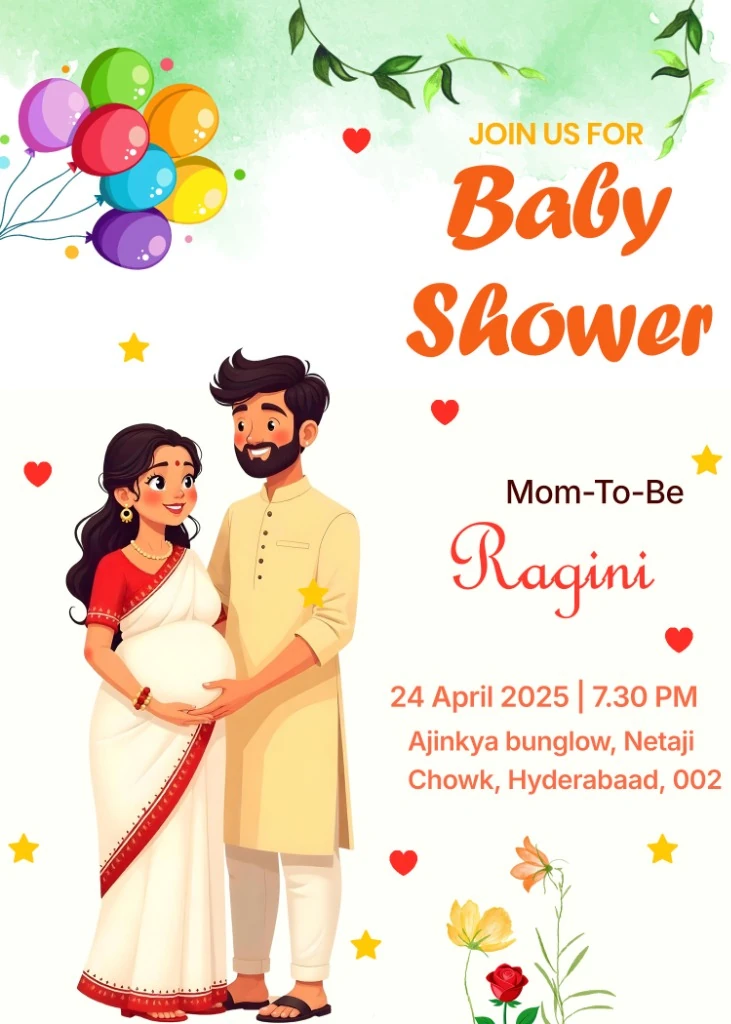 JOIN US FOR
Baby
Shower
Mom-To-Be
Ragini
24 April 2025 | 7.30 PM
Ajinkya bunglow, Netaji
Chowk, Hyderabaad, 002